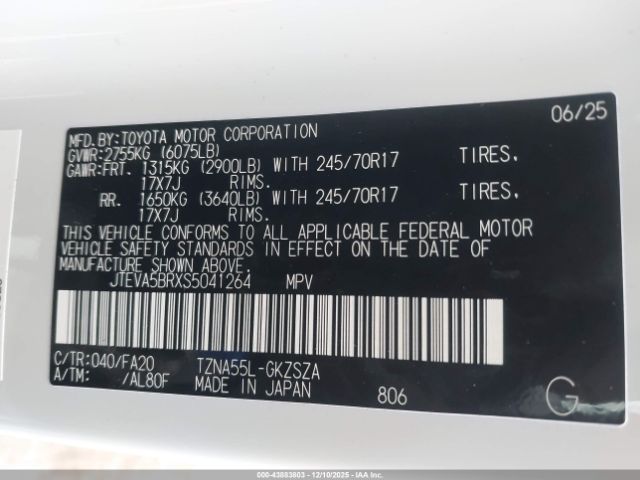 06/25
MFD.BY:TOYOTA MOTOR CORPORATION
GVWR:2755KG (6075LB)
GAWR:FRT. 1315KG (2900LB) WITH 245/70R17 TIRES.
17X7J RIMS.
RR. 1650KG (3640LB) WITH 245/70R17 TIRES.
17X7J RIMS.
THIS VEHICLE CONFORMS TO ALL APPLICABLE FEDERAL MOTOR
VEHICLE SAFETY STANDARDS IN EFFECT ON THE DATE OF
MANUFACTURE SHOWN ABOVE.
JTEVA5BRXS5041264 MPV
C/TR:040/FA20 TZNA55L-GKZSZA
A/TM: /AL80F MADE IN JAPAN 806
G
000-43883803 - 12/10/2025 - IAAI.COM